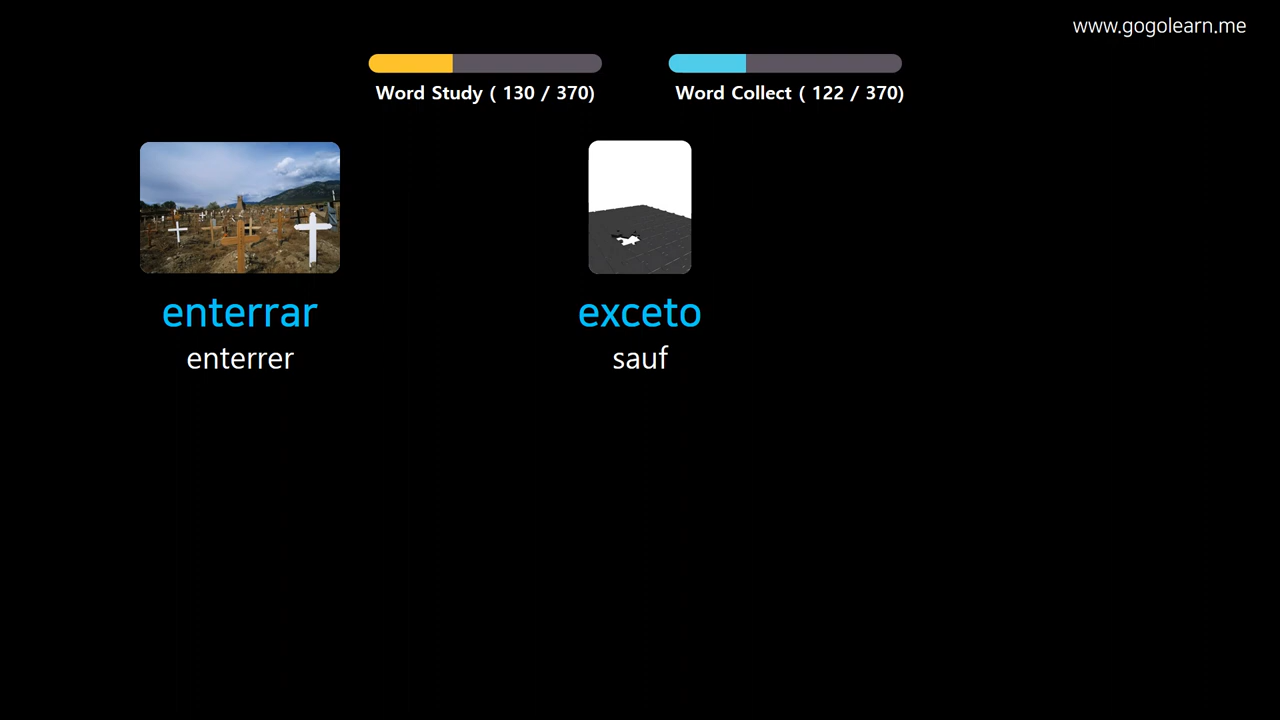 www.gogolearn.me
Word Study ( 130 / 370)
Word Collect ( 122 / 370)
enterrar
enterrer
exceto
sauf